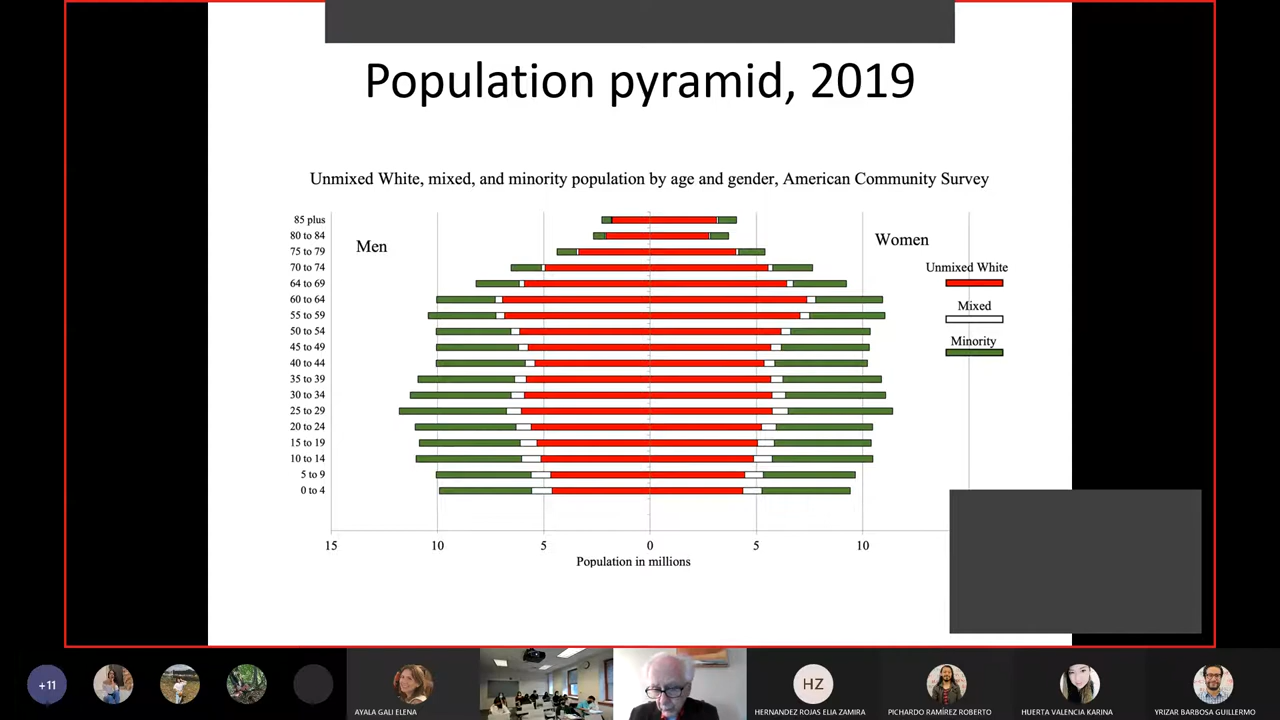 Population pyramid, 2019
Unmixed White, mixed, and minority population by age and gender, American Community Survey
85 plus
80 to 84
75 to 79
70 to 74
64 to 69
60 to 64
55 to 59
50 to 54
45 to 49
40 to 44
35 to 39
30 to 34
25 to 29
20 to 24
15 to 19
10 to 14
5 to 9
0 to 4
Men
Women
Unmixed White
Mixed
Minority
15 10 5 0 5 10
Population in millions
+11
AYALA GALI ELENA
HZ
HERNANDEZ ROJAS ELIA ZAMIRA
PICHARDO RAMÍREZ ROBERTO
HUERTA VALENCIA KARINA
YRIZAR BARBOSA GUILLERMO